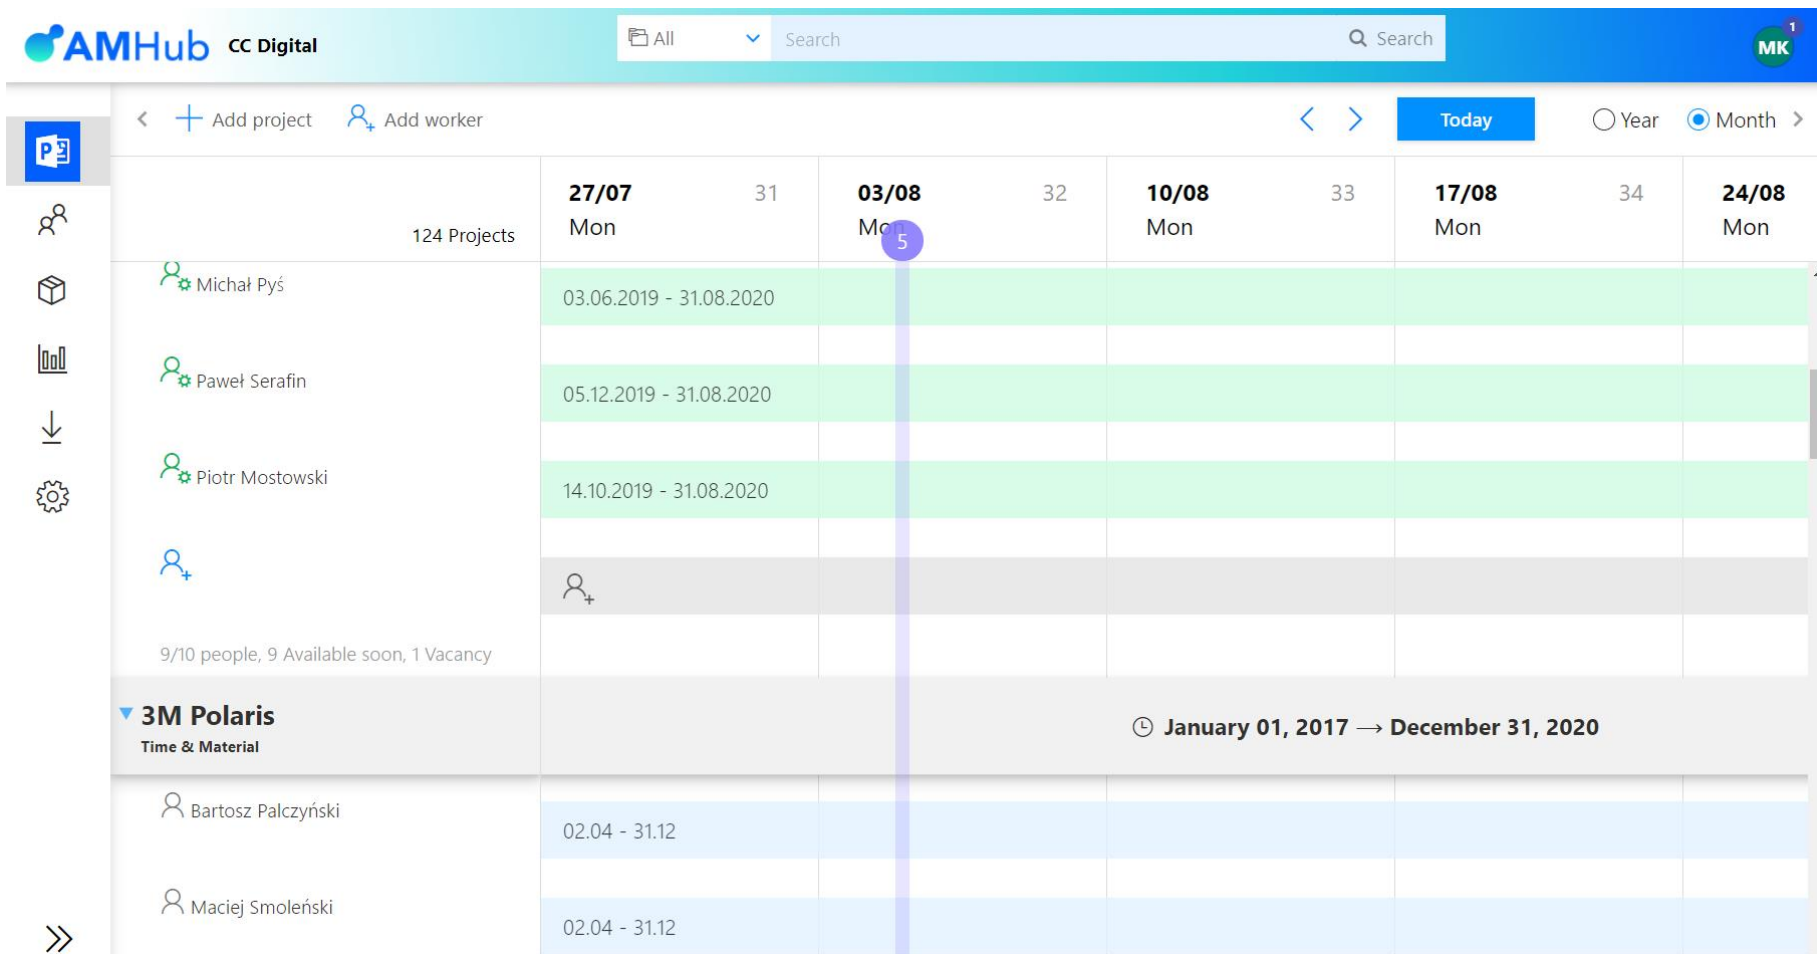 AMHub CC Digital
All Search Search
MK 1
Add project Add worker
Today Year Month
124 Projects
27/07 31 03/08 32 10/08 33 17/08 34 24/08
Mon Mon Mon Mon Mon
5
Michał Pyś
03.06.2019 - 31.08.2020
Paweł Serafin
05.12.2019 - 31.08.2020
Piotr Mostowski
14.10.2019 - 31.08.2020
9/10 people, 9 Available soon, 1 Vacancy
3M Polaris
Time & Material
January 01, 2017 → December 31, 2020
Bartosz Palczyński
02.04 - 31.12
Maciej Smoleński
02.04 - 31.12